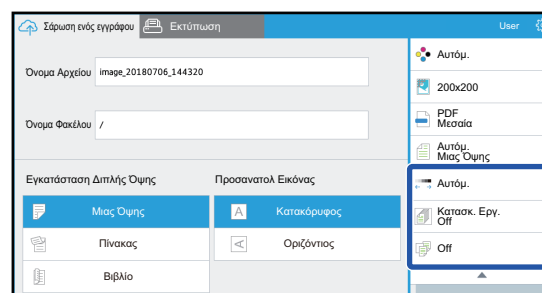 Σάρωση ενός εγγράφου Εκτύπωση User
Όνομα Αρχείου image_20180706_144320
Όνομα Φακέλου /
Εγκατάσταση Διπλής Όψης
Μιας Όψης
Πίνακας
Βιβλίο
Προσανατολ Εικόνας
A Κατακόρυφος
A Οριζόντιος
Αυτόμ.
200x200
PDF
Μεσαία
Αυτόμ.
Μιας Όψης
Αυτόμ.
Κατασκ. Εργ.
Off
Off